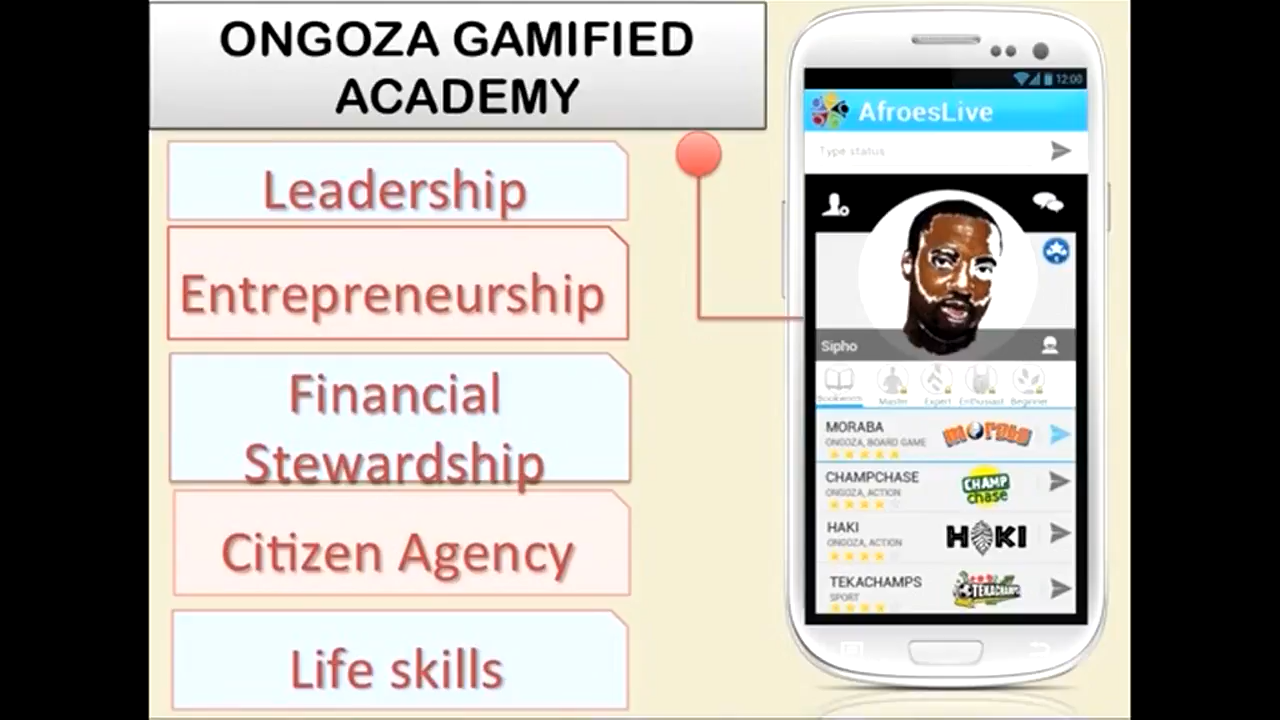 ONGOZA GAMIFIED
ACADEMY
Leadership
Entrepreneurship
Financial
Stewardship
Citizen Agency
Life skills
12:00
AfroesLive
Type status
Sipho
Bookworm
Master
Expert
Enthusiast
Beginner
MORABA
ONGOZA, BOARD GAME
moraba
CHAMPCHASE
ONGOZA, ACTION
CHAMP
chase
HAKI
ONGOZA, ACTION
HAKI
TEKACHAMPS
SPORT
TEKACHAMPS